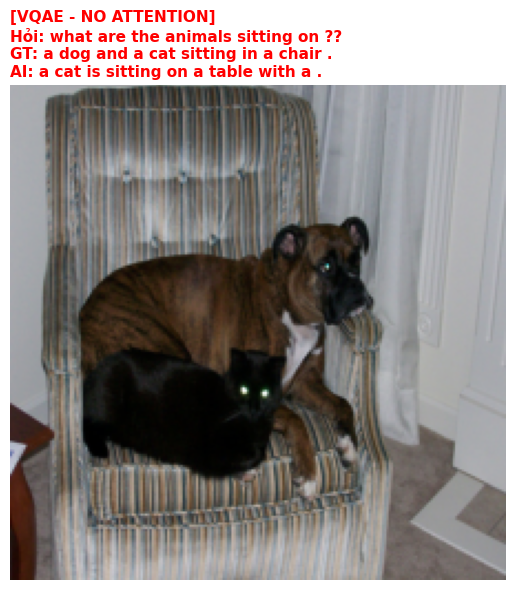 [VQAE - NO ATTENTION]
Hỏi: what are the animals sitting on ??
GT: a dog and a cat sitting in a chair .
AI: a cat is sitting on a table with a .